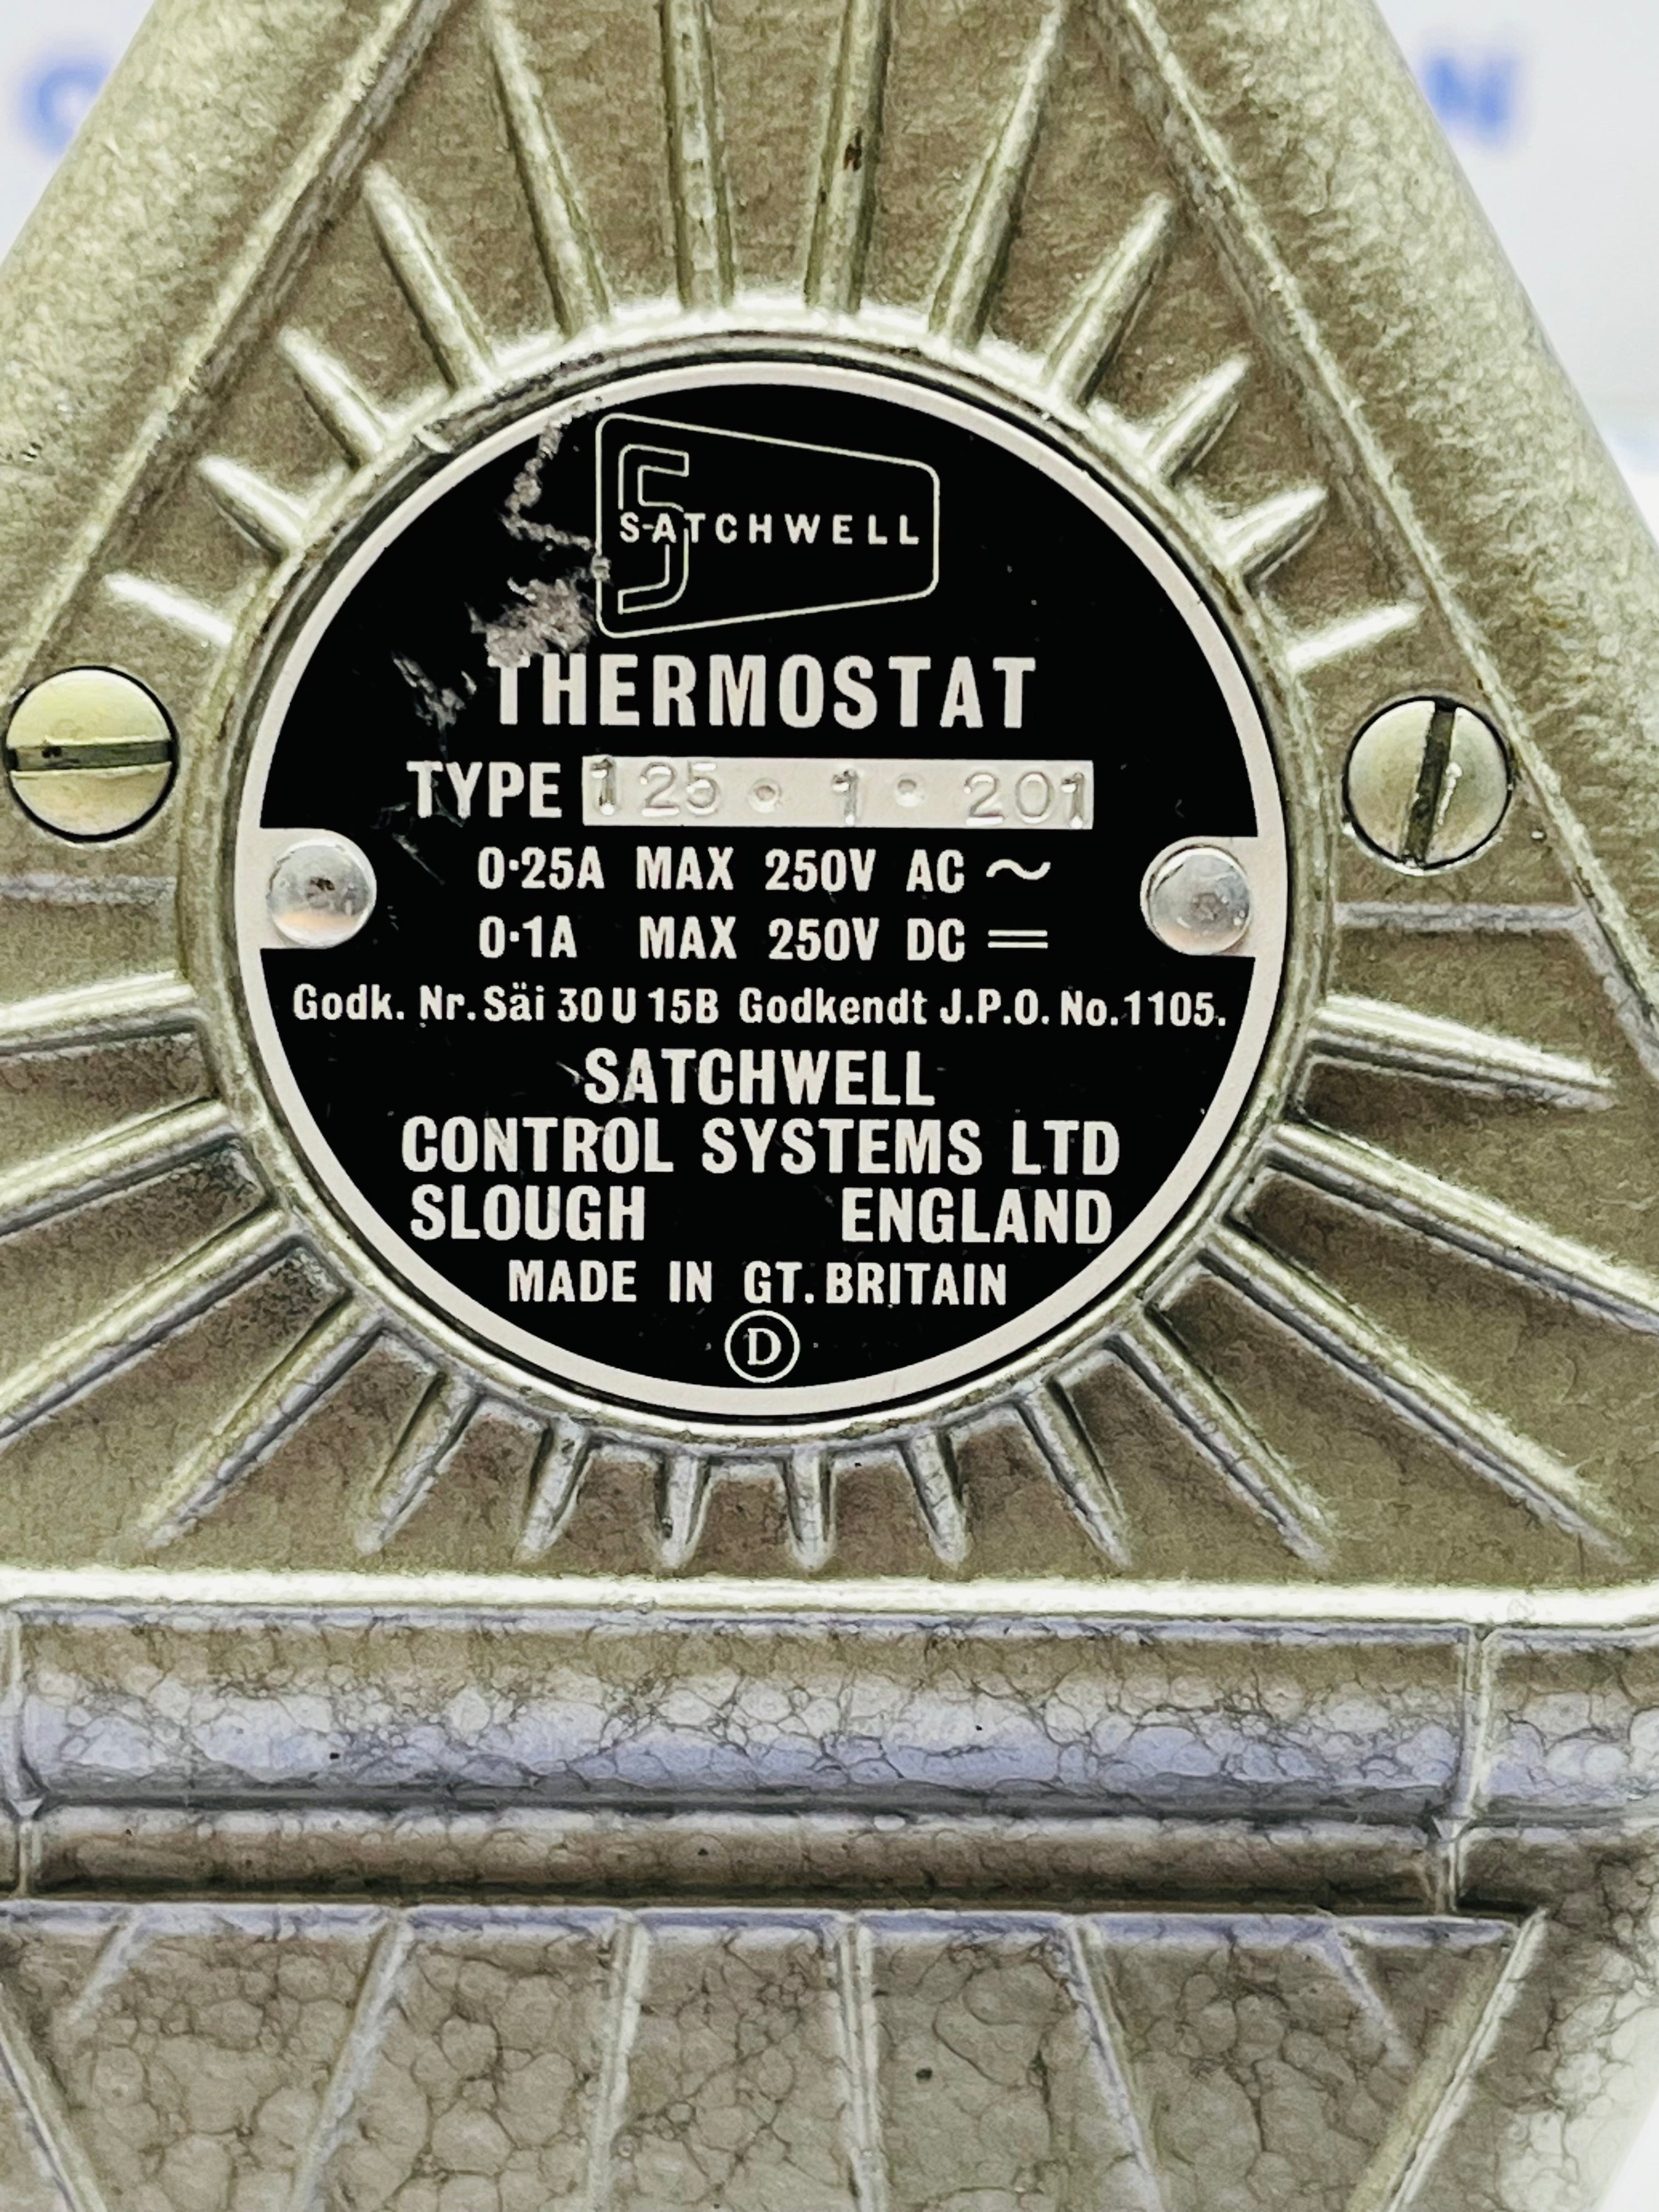 SATCHWELL
THERMOSTAT
TYPE 125 · 1 · 201
0·25A MAX 250V AC ~
0·1A MAX 250V DC =
Godk. Nr. Säi 30 U 15B Godkendt J.P.O. No. 1105.
SATCHWELL
CONTROL SYSTEMS LTD
SLOUGH ENGLAND
MADE IN GT. BRITAIN
D